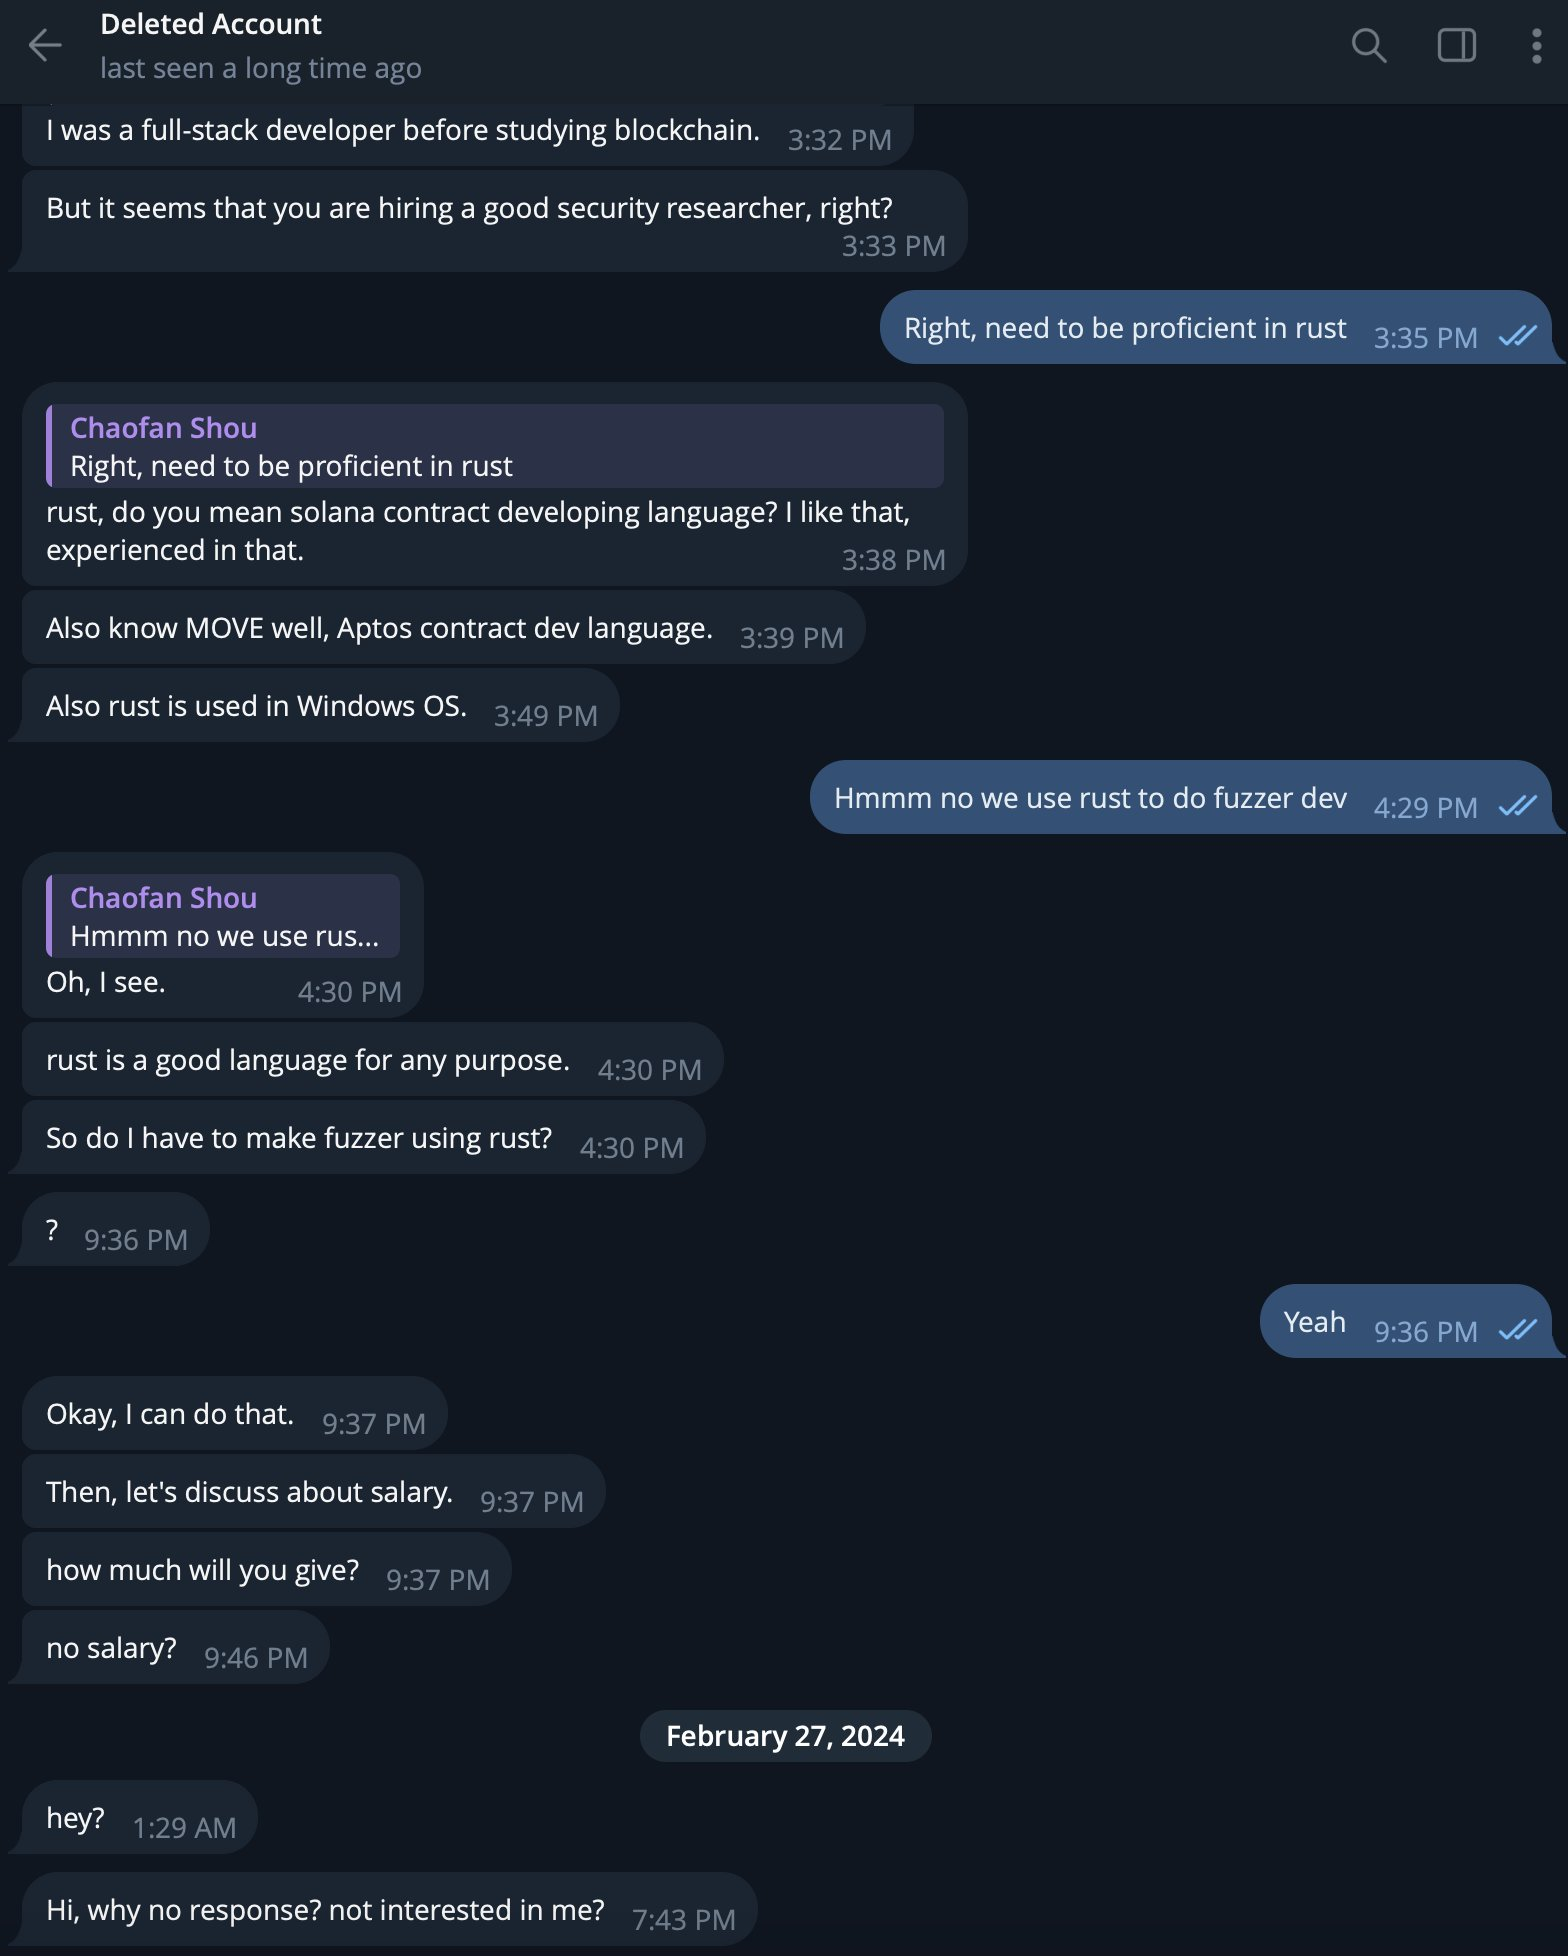 Deleted Account
last seen a long time ago
I was a full-stack developer before studying blockchain. 3:32 PM
But it seems that you are hiring a good security researcher, right?
3:33 PM
Right, need to be proficient in rust 3:35 PM
Chaofan Shou
Right, need to be proficient in rust
rust, do you mean solana contract developing language? I like that,
experienced in that. 3:38 PM
Also know MOVE well, Aptos contract dev language. 3:39 PM
Also rust is used in Windows OS. 3:49 PM
Hmmm no we use rust to do fuzzer dev 4:29 PM
Chaofan Shou
Hmmm no we use rus...
Oh, I see. 4:30 PM
rust is a good language for any purpose. 4:30 PM
So do I have to make fuzzer using rust? 4:30 PM
? 9:36 PM
Yeah 9:36 PM
Okay, I can do that. 9:37 PM
Then, let's discuss about salary. 9:37 PM
how much will you give? 9:37 PM
no salary? 9:46 PM
February 27, 2024
hey? 1:29 AM
Hi, why no response? not interested in me? 7:43 PM